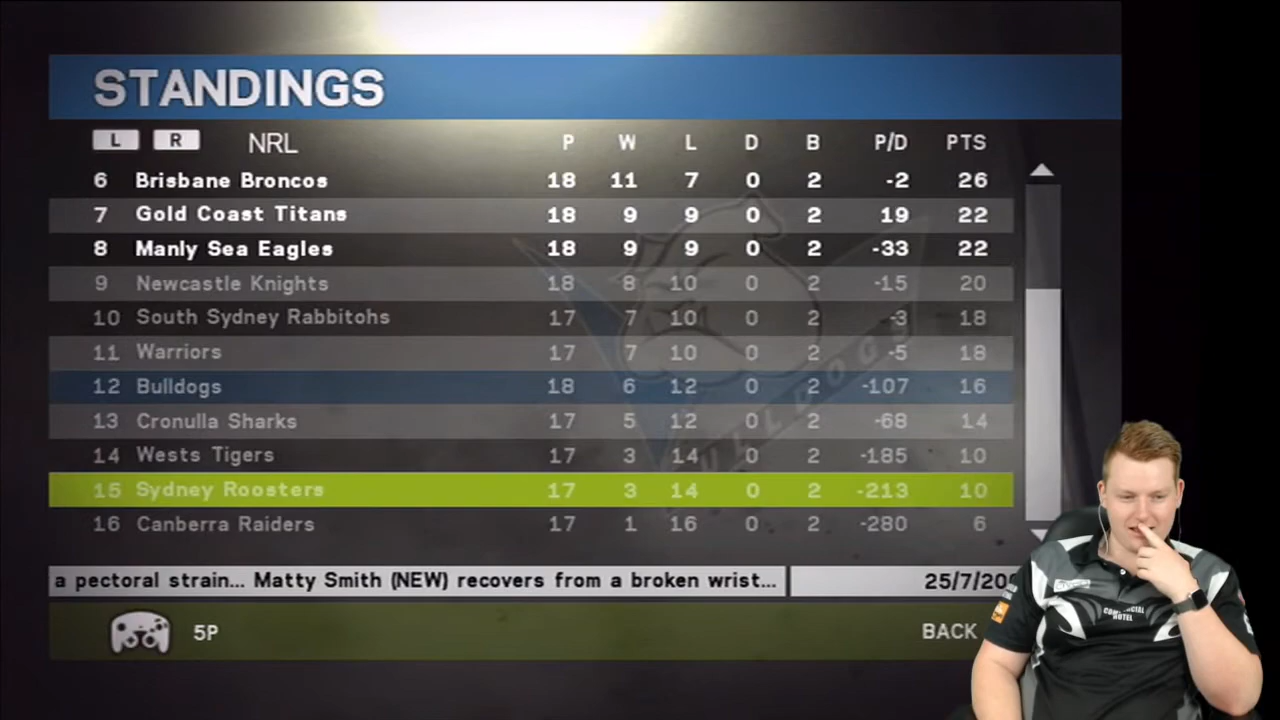 STANDINGS
L R NRL P W L D B P/D PTS
6 Brisbane Broncos 18 11 7 0 2 -2 26
7 Gold Coast Titans 18 9 9 0 2 19 22
8 Manly Sea Eagles 18 9 9 0 2 -33 22
9 Newcastle Knights 18 8 10 0 2 -15 20
10 South Sydney Rabbitohs 17 7 10 0 2 -3 18
11 Warriors 17 7 10 0 2 -5 18
12 Bulldogs 18 6 12 0 2 -107 16
13 Cronulla Sharks 17 5 12 0 2 -68 14
14 Wests Tigers 17 3 14 0 2 -185 10
15 Sydney Roosters 17 3 14 0 2 -213 10
16 Canberra Raiders 17 1 16 0 2 -280 6
BULLDOGS
a pectoral strain... Matty Smith (NEW) recovers from a broken wrist...
25/7/200
5P BACK
COMMERCIAL
HOTEL